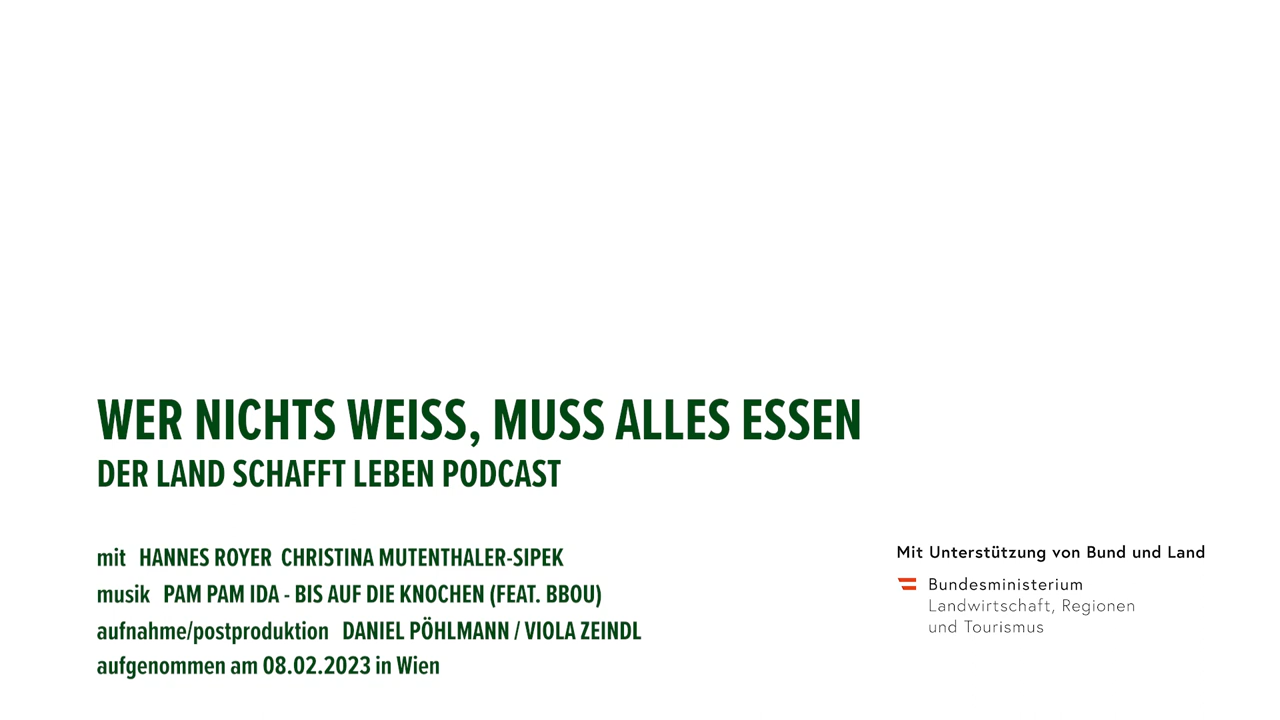 WER NICHTS WEISS, MUSS ALLES ESSEN
DER LAND SCHAFFT LEBEN PODCAST
mit HANNES ROYER CHRISTINA MUTENTHALER-SIPEK
musik PAM PAM IDA - BIS AUF DIE KNOCHEN (FEAT. BBOU)
aufnahme/postproduktion DANIEL PÖHLMANN / VIOLA ZEINDL
aufgenommen am 08.02.2023 in Wien
Mit Unterstützung von Bund und Land
Bundesministerium
Landwirtschaft, Regionen
und Tourismus